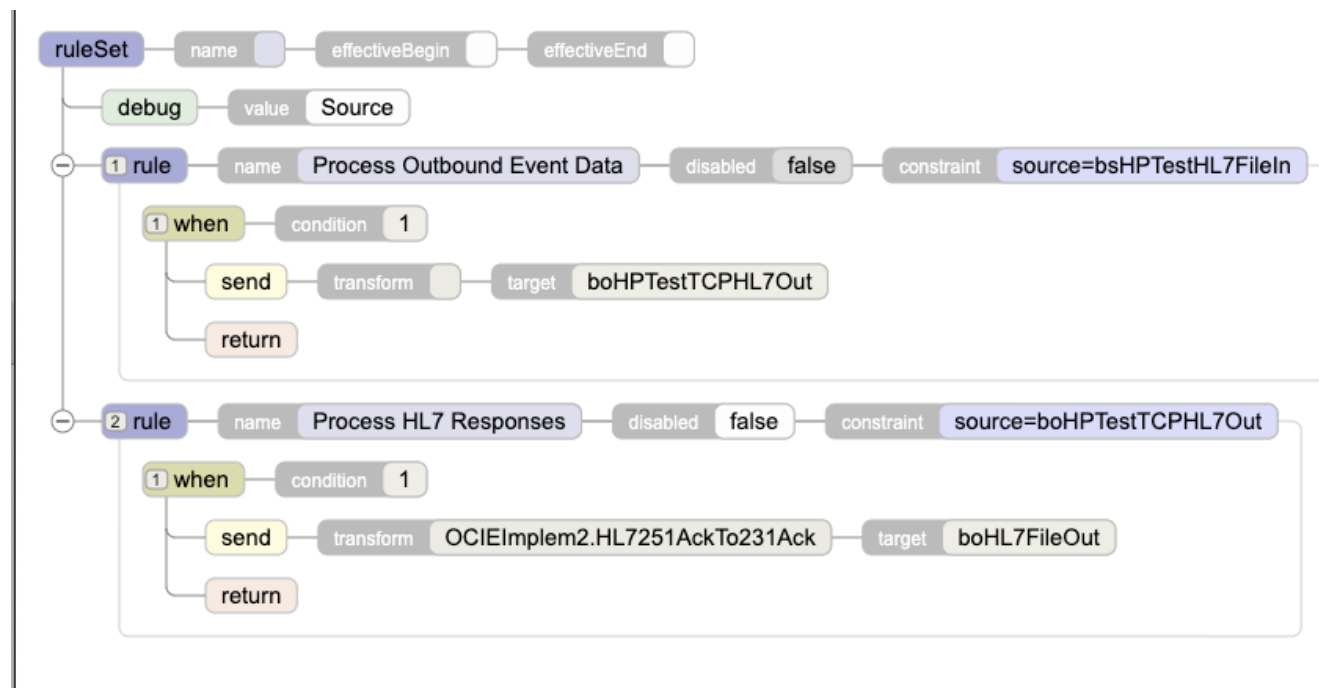 ruleSet name effectiveBegin effectiveEnd
debug value Source
1 rule name Process Outbound Event Data disabled false constraint source=bsHPTestHL7FileIn
1 when condition 1
send transform target boHPTestTCPHL7Out
return
2 rule name Process HL7 Responses disabled false constraint source=boHPTestTCPHL7Out
1 when condition 1
send transform OCIEImplem2.HL7251AckTo231Ack target boHL7FileOut
return